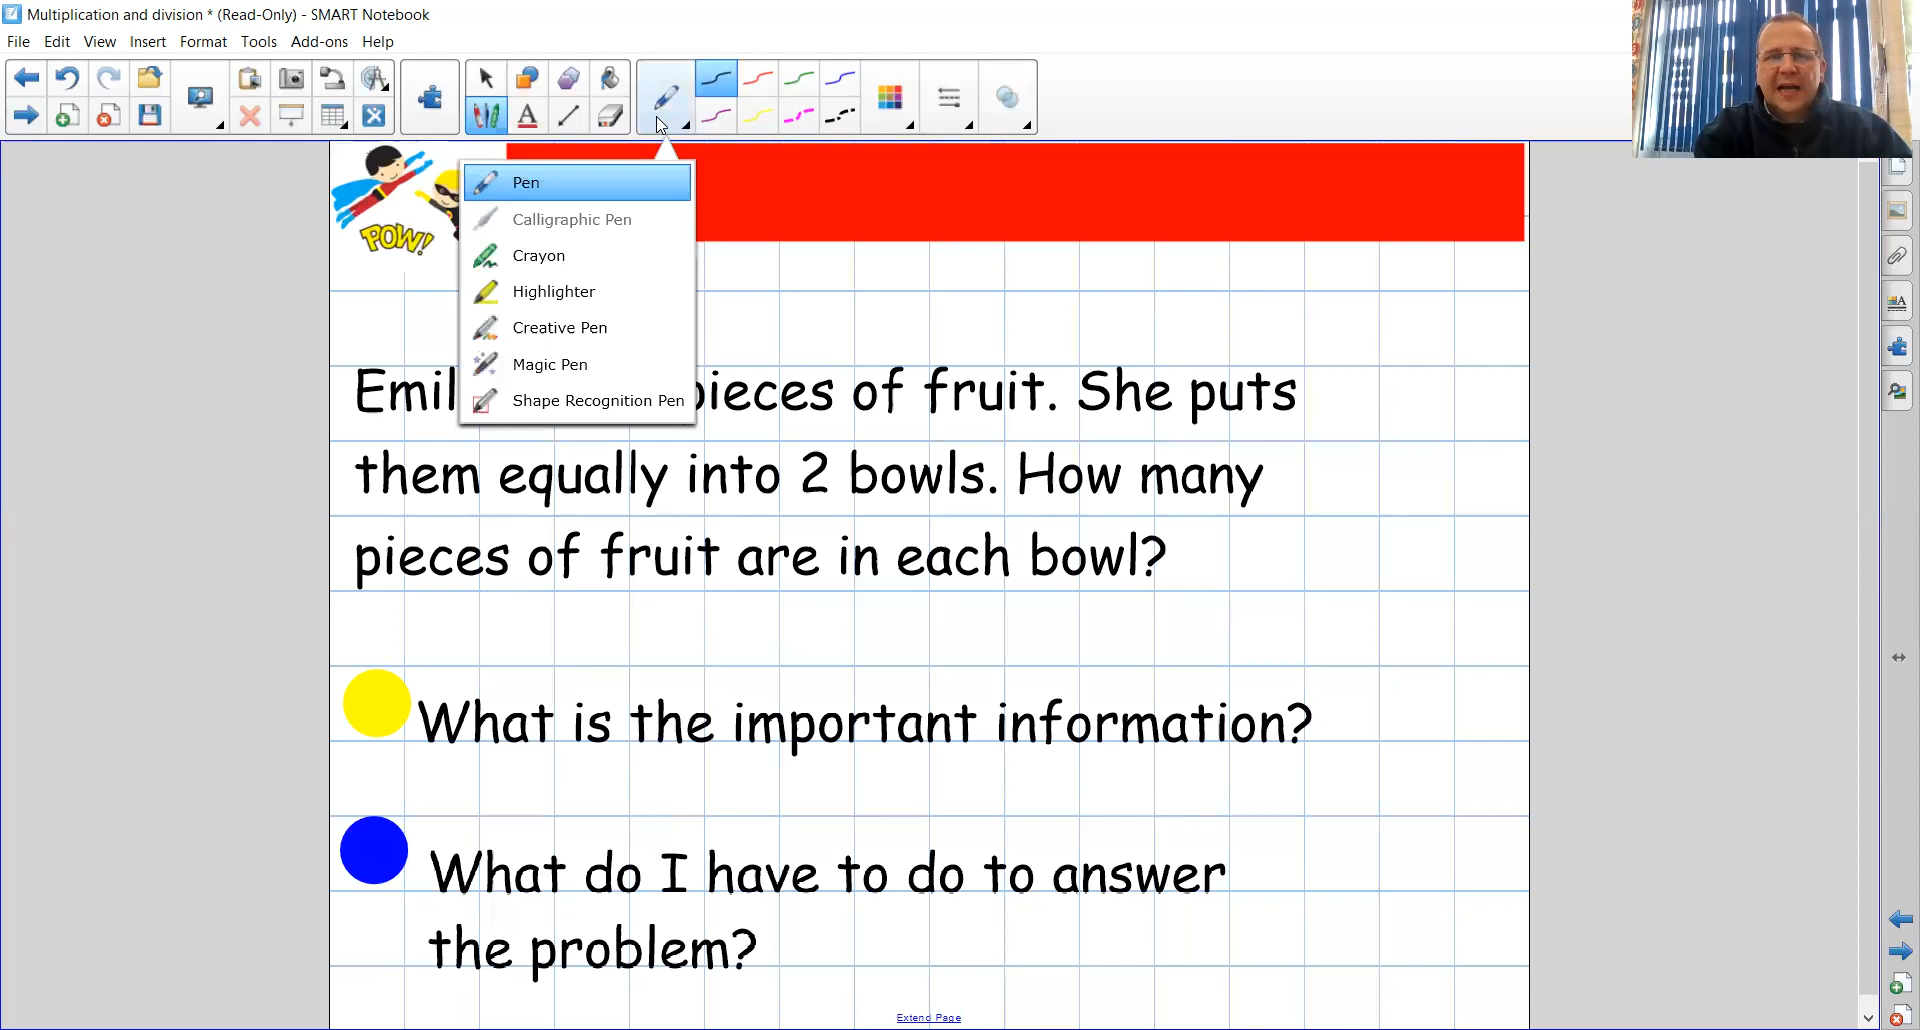 Multiplication and division * (Read-Only) - SMART Notebook
File Edit View Insert Format Tools Add-ons Help
POW!
Pen
Calligraphic Pen
Crayon
Highlighter
Creative Pen
Magic Pen
Shape Recognition Pen
Emil pieces of fruit. She puts
them equally into 2 bowls. How many
pieces of fruit are in each bowl?
What is the important information?
What do I have to do to answer
the problem?
Extend Page